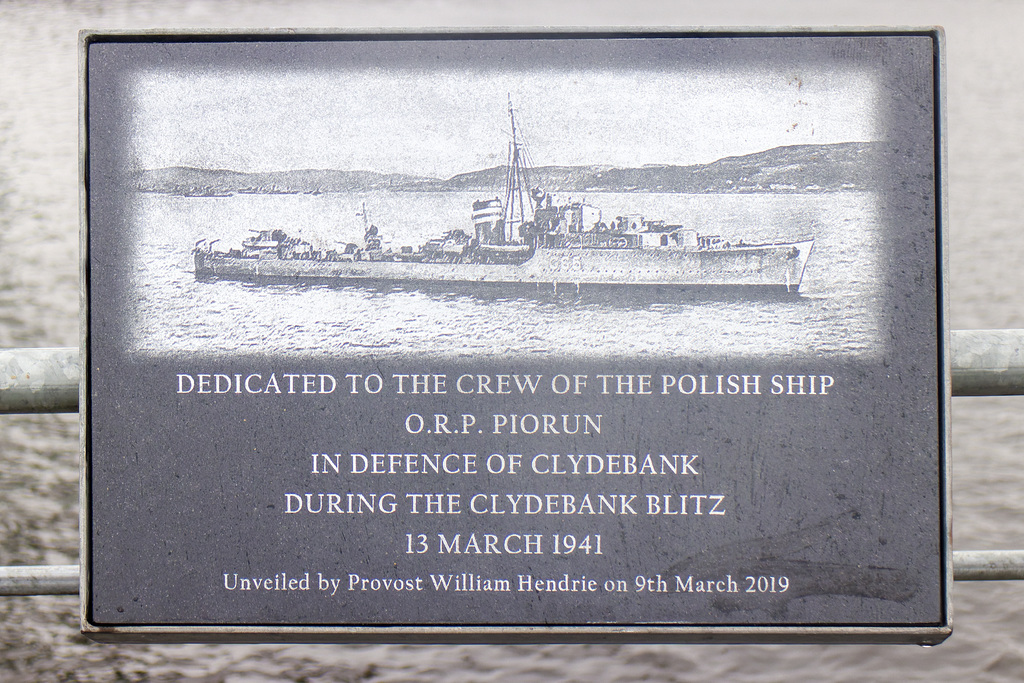 DEDICATED TO THE CREW OF THE POLISH SHIP
O.R.P. PIORUN
IN DEFENCE OF CLYDEBANK
DURING THE CLYDEBANK BLITZ
13 MARCH 1941
Unveiled by Provost William Hendrie on 9th March 2019